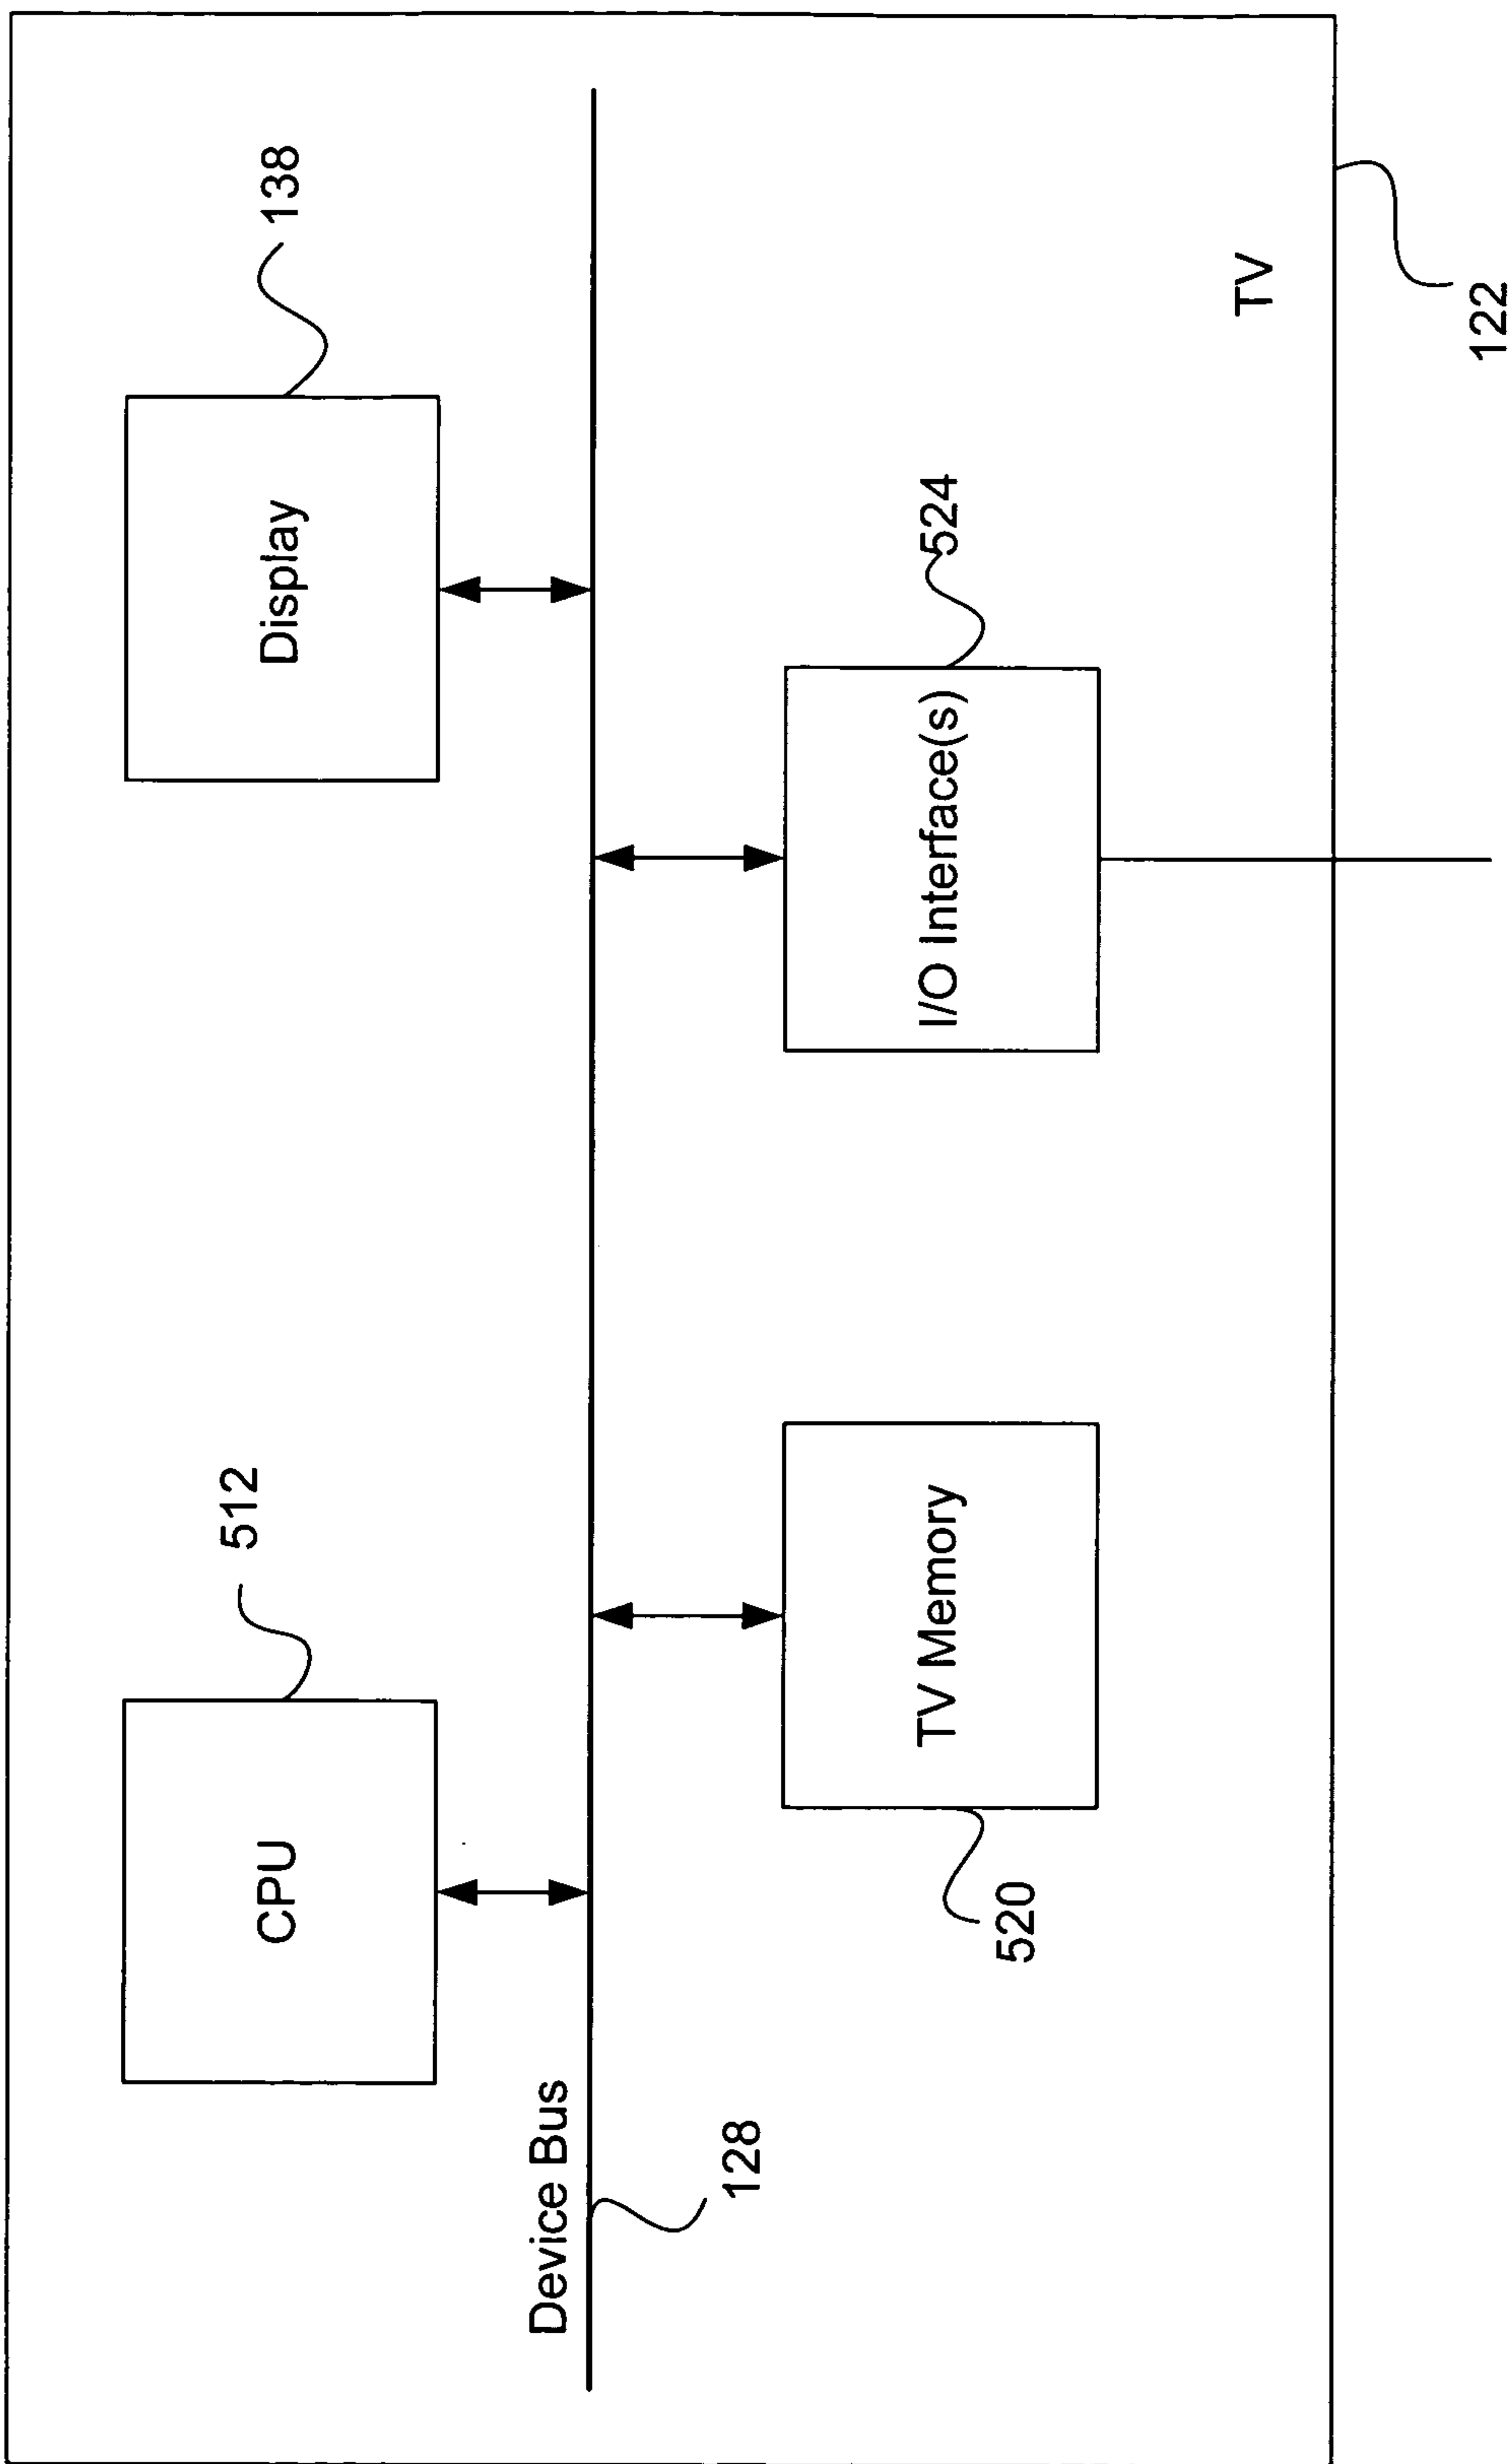 CPU
512
Display
138
Device Bus
128
TV Memory
520
I/O Interface(s)
524
TV
122